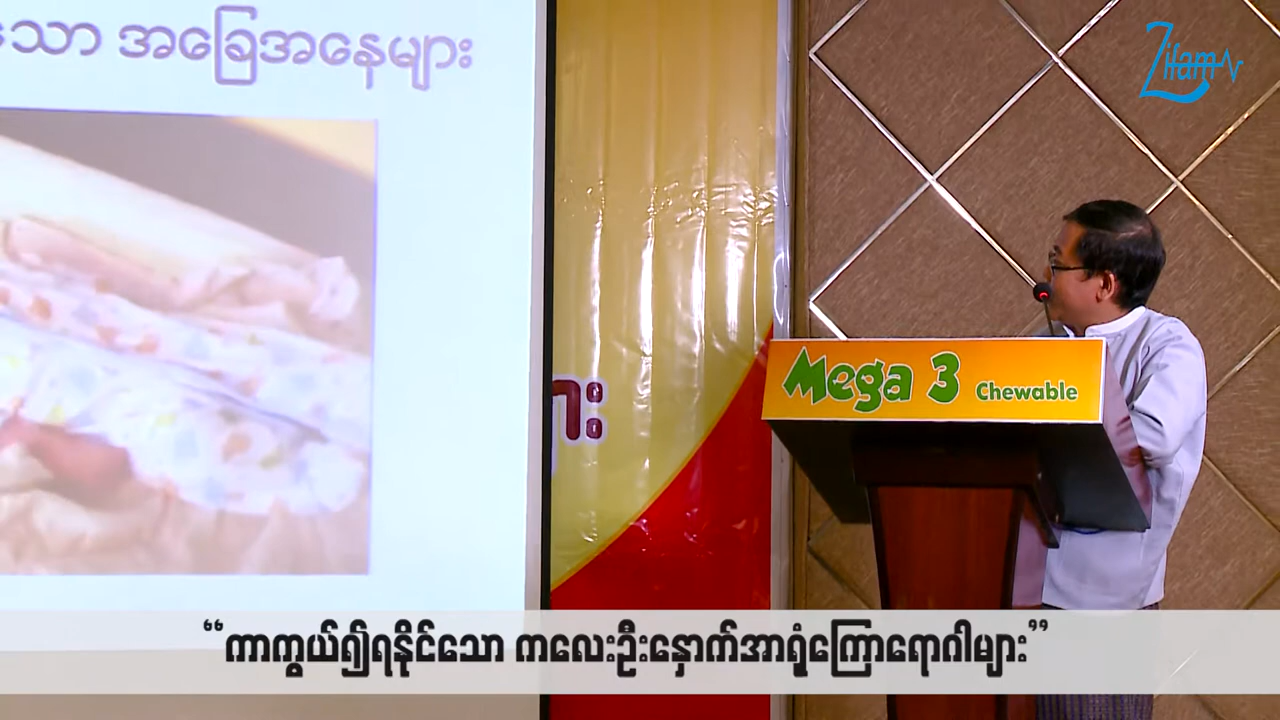 သော အခြေအနေများ
Zifam
Mega 3 Chewable
“ကာကွယ်၍ရနိုင်သော ကလေးဦးနှောက်အာရုံကြောရောဂါများ”